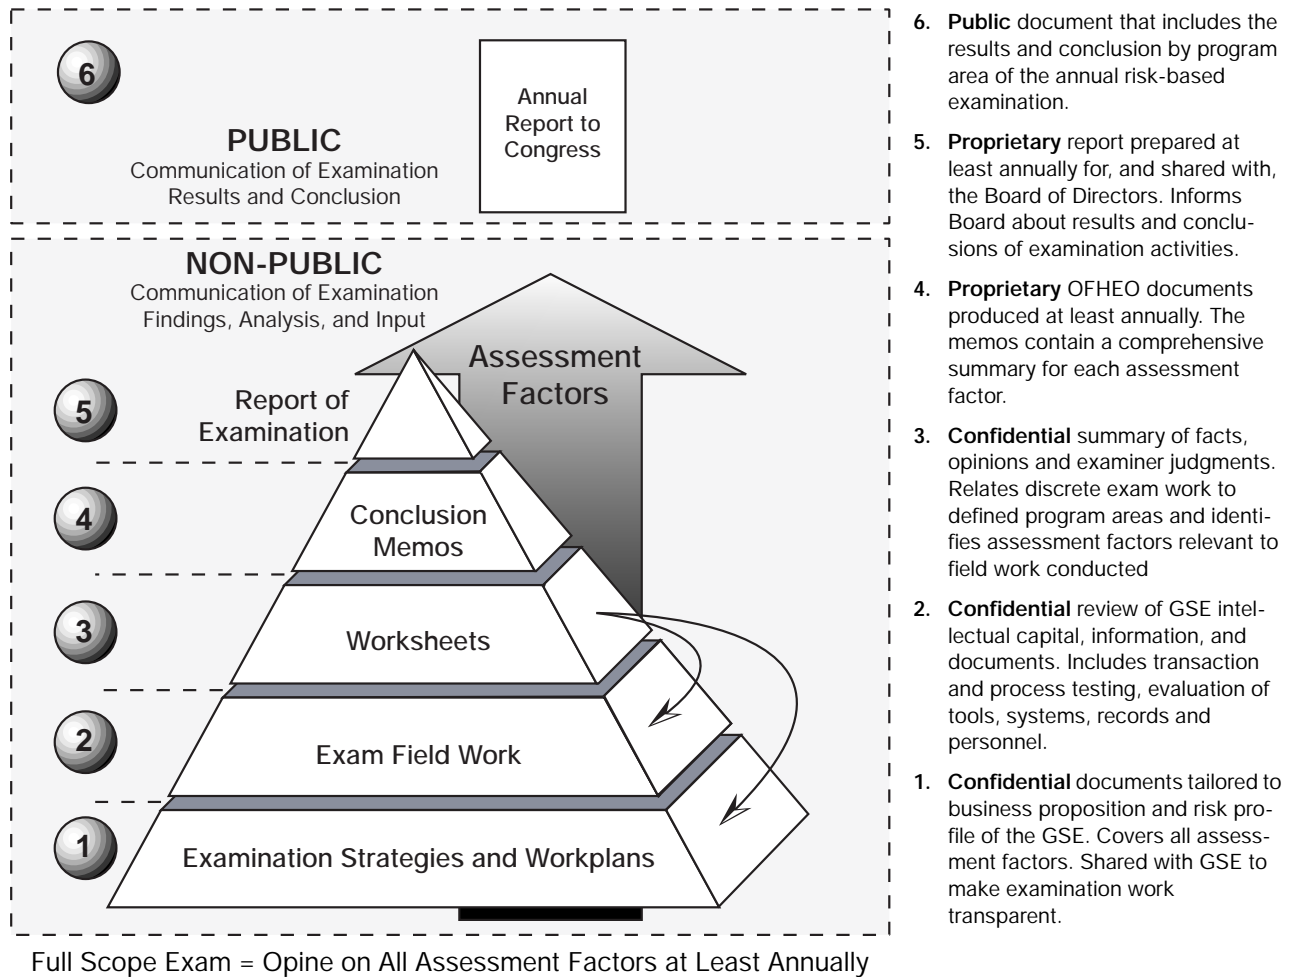 6
PUBLIC
Communication of Examination
Results and Conclusion
Annual
Report to
Congress
NON-PUBLIC
Communication of Examination
Findings, Analysis, and Input
Assessment
Factors
5
Report of
Examination
4
Conclusion
Memos
3
Worksheets
2
Exam Field Work
1
Examination Strategies and Workplans
Full Scope Exam = Opine on All Assessment Factors at Least Annually
6. Public document that includes the
results and conclusion by program
area of the annual risk-based
examination.
5. Proprietary report prepared at
least annually for, and shared with,
the Board of Directors. Informs
Board about results and conclu-
sions of examination activities.
4. Proprietary OFHEO documents
produced at least annually. The
memos contain a comprehensive
summary for each assessment
factor.
3. Confidential summary of facts,
opinions and examiner judgments.
Relates discrete exam work to
defined program areas and identi-
fies assessment factors relevant to
field work conducted
2. Confidential review of GSE intel-
lectual capital, information, and
documents. Includes transaction
and process testing, evaluation of
tools, systems, records and
personnel.
1. Confidential documents tailored to
business proposition and risk pro-
file of the GSE. Covers all assess-
ment factors. Shared with GSE to
make examination work
transparent.